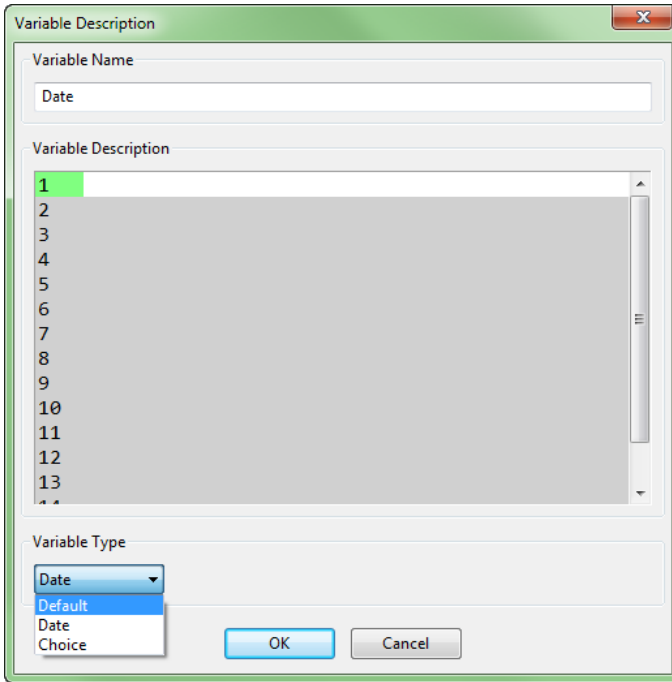 Variable Description
Variable Name
Date
Variable Description
1
2
3
4
5
6
7
8
9
10
11
12
13
Variable Type
Date
Default
Date
Choice
OK
Cancel